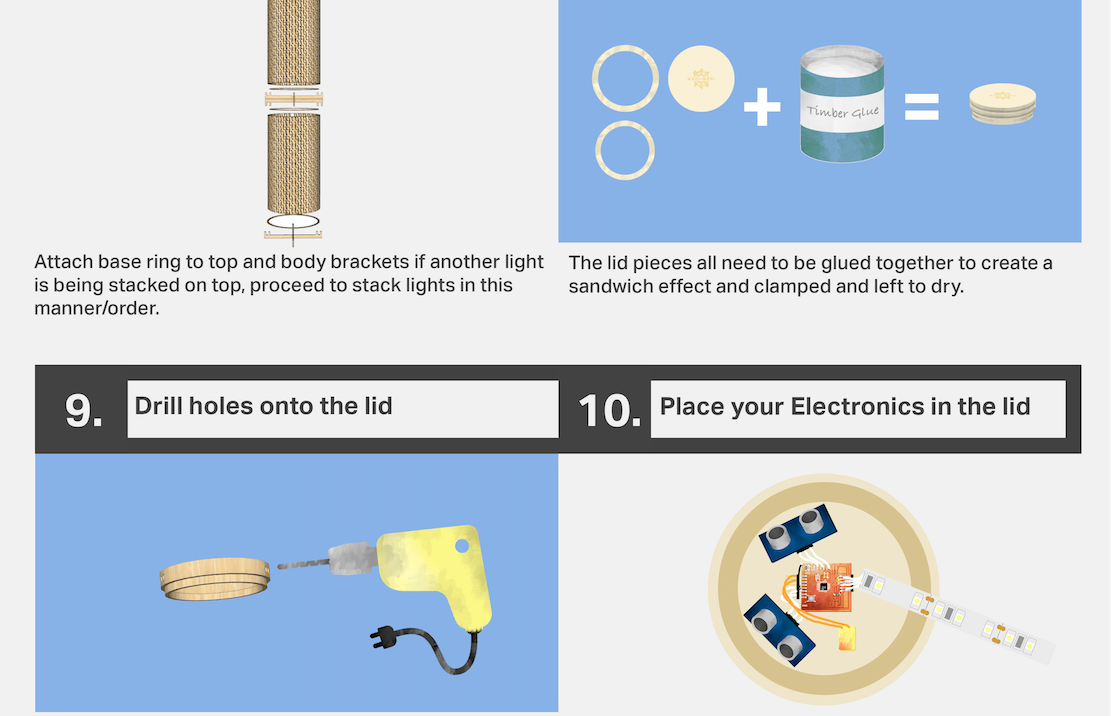 Timber Glue
Attach base ring to top and body brackets if another light
is being stacked on top, proceed to stack lights in this
manner/order.
The lid pieces all need to be glued together to create a
sandwich effect and clamped and left to dry.
9. Drill holes onto the lid
10. Place your Electronics in the lid